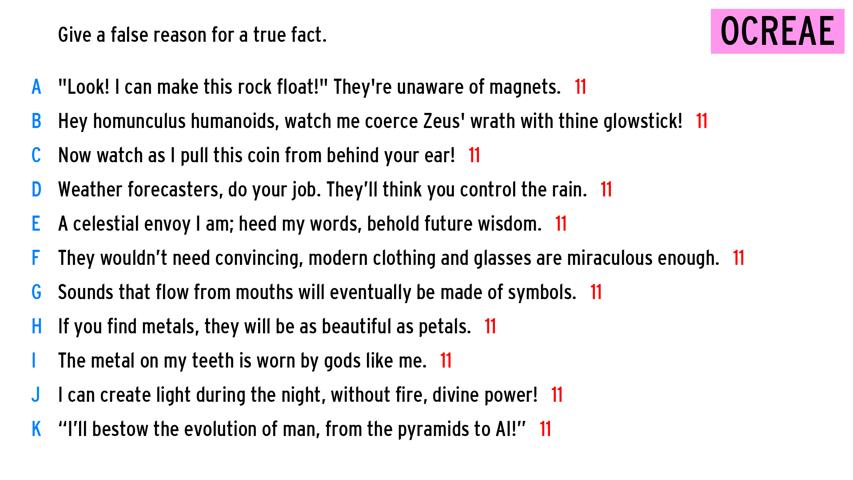 Give a false reason for a true fact.
OCREAE
A "Look! I can make this rock float!" They're unaware of magnets. 11
B Hey homunculus humanoids, watch me coerce Zeus' wrath with thine glowstick! 11
C Now watch as I pull this coin from behind your ear! 11
D Weather forecasters, do your job. They’ll think you control the rain. 11
E A celestial envoy I am; heed my words, behold future wisdom. 11
F They wouldn’t need convincing, modern clothing and glasses are miraculous enough. 11
G Sounds that flow from mouths will eventually be made of symbols. 11
H If you find metals, they will be as beautiful as petals. 11
I The metal on my teeth is worn by gods like me. 11
J I can create light during the night, without fire, divine power! 11
K “I’ll bestow the evolution of man, from the pyramids to AI!” 11